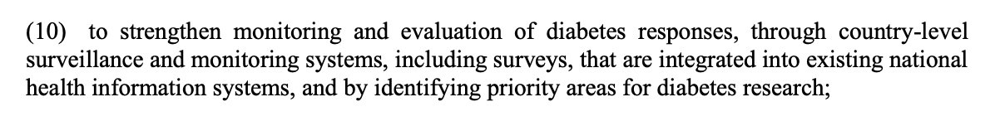 (10) to strengthen monitoring and evaluation of diabetes responses, through country-level
surveillance and monitoring systems, including surveys, that are integrated into existing national
health information systems, and by identifying priority areas for diabetes research;